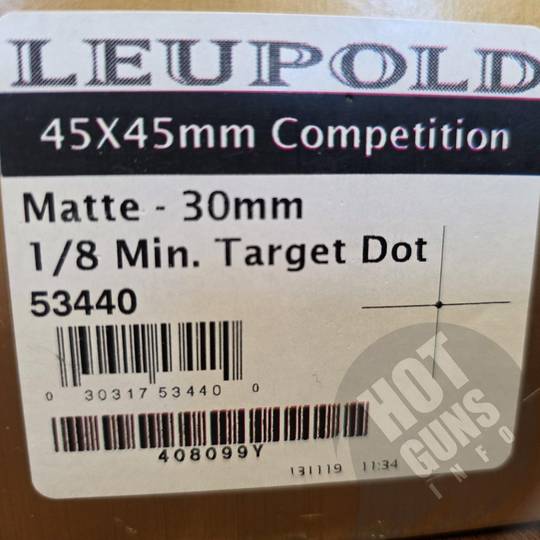 LEUPOLD
45X45mm Competition
Matte - 30mm
1/8 Min. Target Dot
53440
0 30317 53440 0
408099Y
131119 11:34
HOT
GUNS
INFO